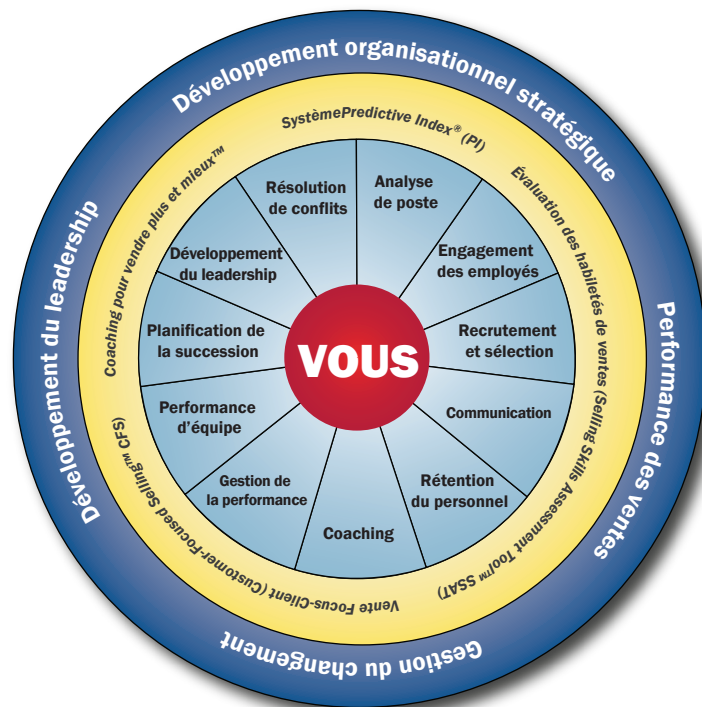 Développement organisationnel stratégique
Performance des ventes
Gestion du changement
Développement du leadership
SystèmePredictive Index® (PI)
Évaluation des habiletés de ventes (Selling Skills Assessment Tool™ SSAT)
Vente Focus-Client (Customer-Focused Selling™ CFS)
Coaching pour vendre plus et mieux™
Analyse
de poste
Engagement
des employés
Recrutement
et sélection
Communication
Rétention
du personnel
Coaching
Gestion de
la performance
Performance
d'équipe
Planification de
la succession
Développement
du leadership
Résolution
de conflits
VOUS